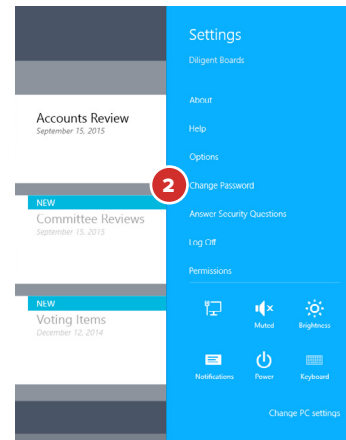 Settings
Diligent Boards
About
Help
Options
2
Change Password
Answer Security Questions
Log Off
Permissions
Muted
Brightness
Notifications
Power
Keyboard
Change PC settings
Accounts Review
September 15, 2015
NEW
Committee Reviews
September 15, 2015
NEW
Voting Items
December 12, 2014